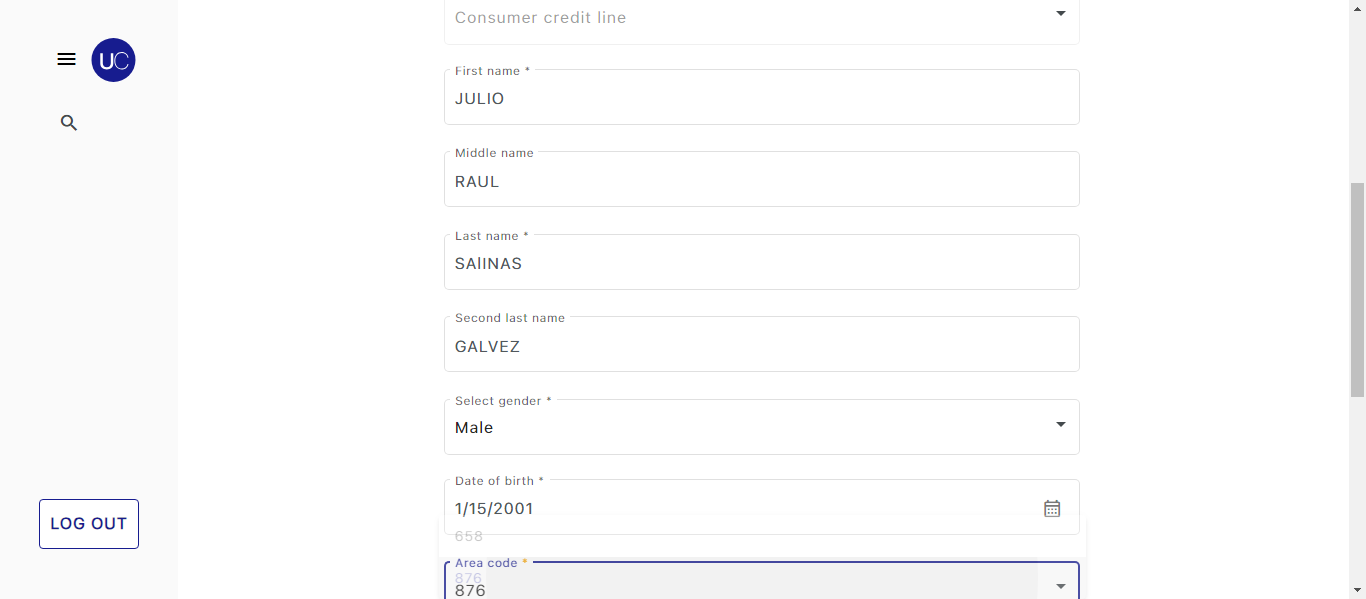 Consumer credit line
UC
First name *
JULIO
Middle name
RAUL
Last name *
SAlINAS
Second last name
GALVEZ
Select gender *
Male
Date of birth *
1/15/2001
658
Area code *
876
876
LOG OUT